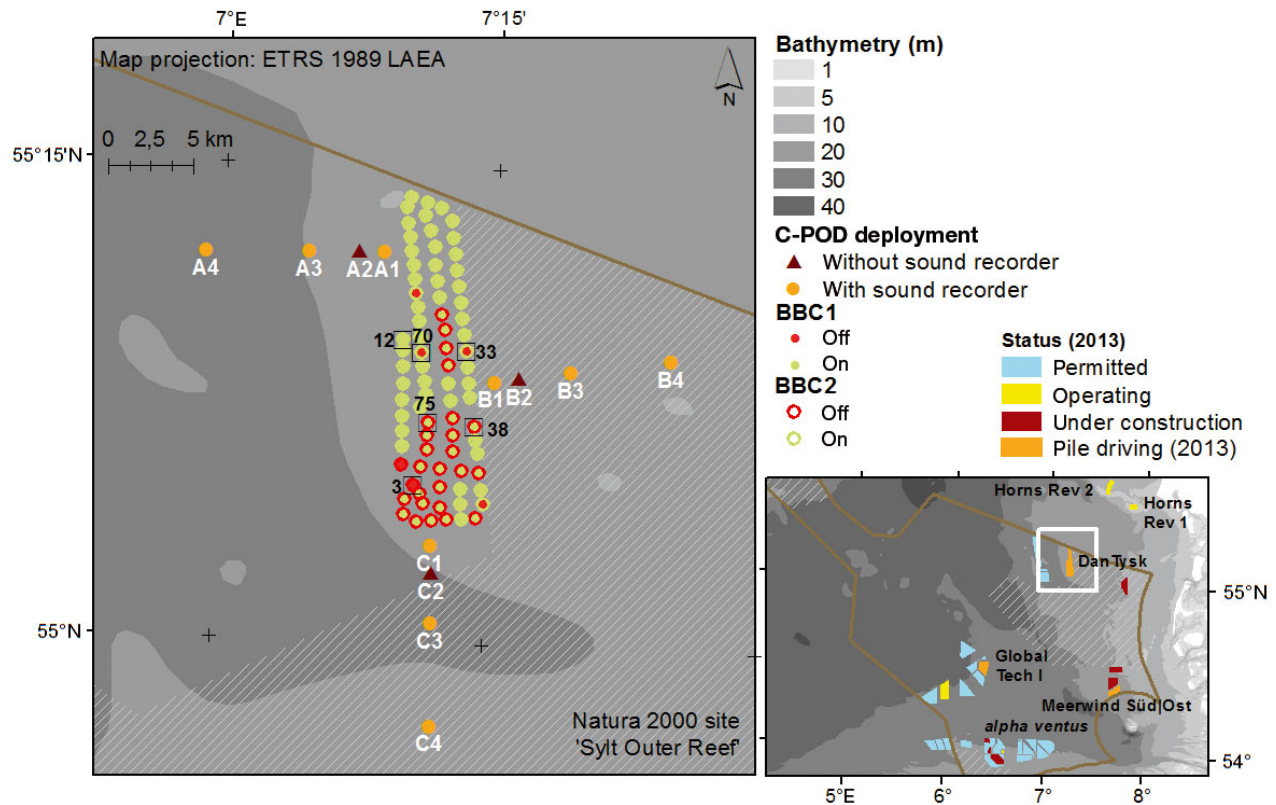 7°E
7°15'
Map projection: ETRS 1989 LAEA
N
0 2,5 5 km
55°15'N
A4
A3
A2
A1
12
70
33
B1
B2
B3
B4
75
38
3
C1
C2
C3
C4
55°N
Natura 2000 site
'Sylt Outer Reef'
Bathymetry (m)
1
5
10
20
30
40
C-POD deployment
Without sound recorder
With sound recorder
BBC1
Off
On
BBC2
Off
On
Status (2013)
Permitted
Operating
Under construction
Pile driving (2013)
Horns Rev 2
Horns
Rev 1
DanTysk
55°N
Global
Tech I
Meerwind Süd|Ost
alpha ventus
54°
5°E
6°
7°
8°